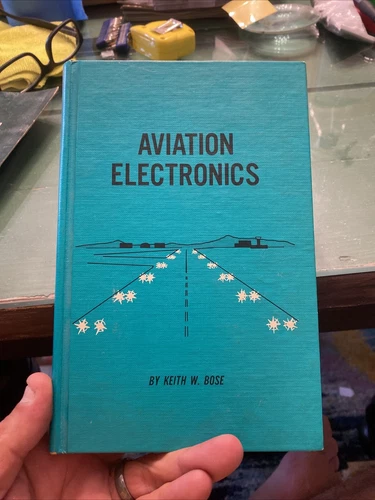 AVIATION
ELECTRONICS
BY KEITH W. BOSE